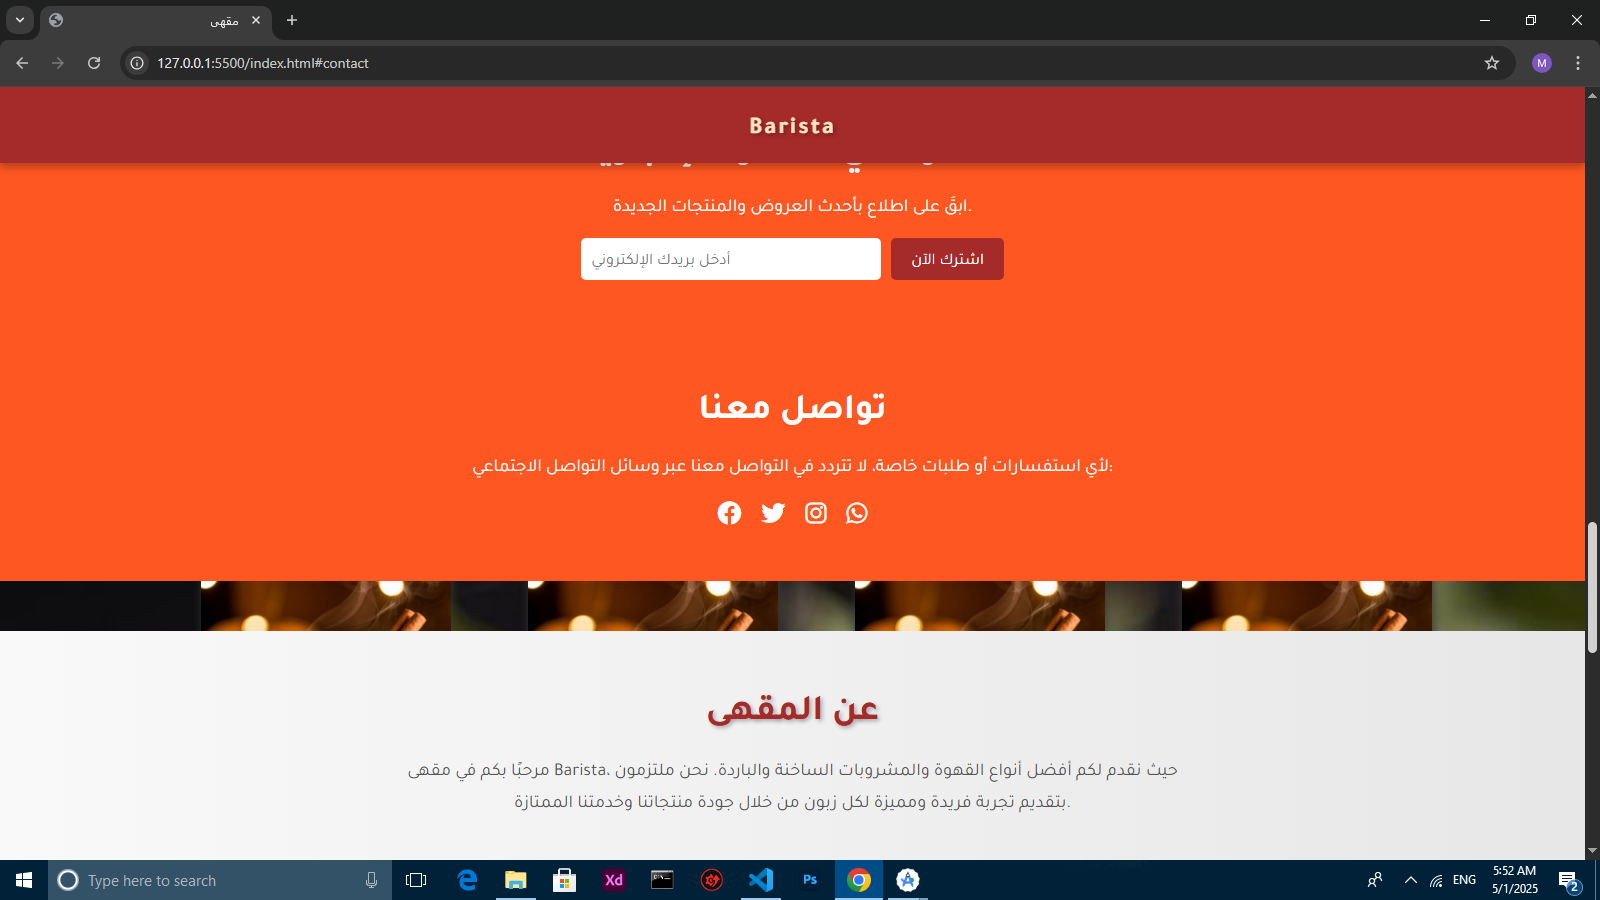 مقهى
127.0.0.1:5500/index.html#contact
M
Barista
.ابقَ على اطلاع بأحدث العروض والمنتجات الجديدة
أدخل بريدك الإلكتروني
اشترك الآن
تواصل معنا
:لأي استفسارات أو طلبات خاصة، لا تتردد في التواصل معنا عبر وسائل التواصل الاجتماعي
عن المقهى
مرحبًا بكم في مقهى Barista، حيث نقدم لكم أفضل أنواع القهوة والمشروبات الساخنة والباردة. نحن ملتزمون
.بتقديم تجربة فريدة ومميزة لكل زبون من خلال جودة منتجاتنا وخدمتنا الممتازة
Type here to search
Xd
Ps
ENG
5:52 AM
5/1/2025
2